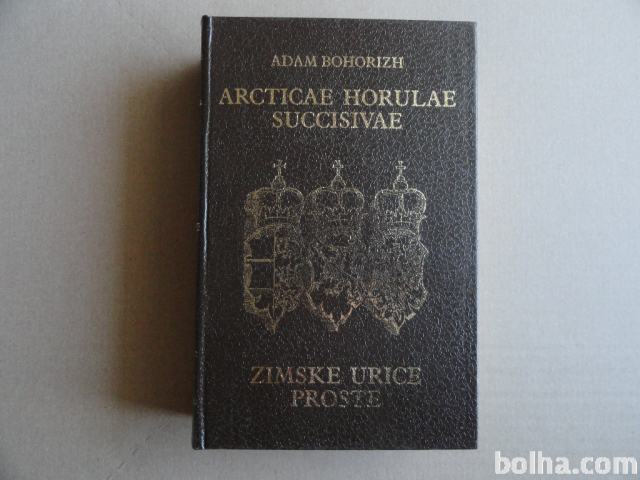 ADAM BOHORIZH
ARCTICAE HORULAE
SUCCISIVAE
ZIMSKE URICE
PROSTE
bolha.com